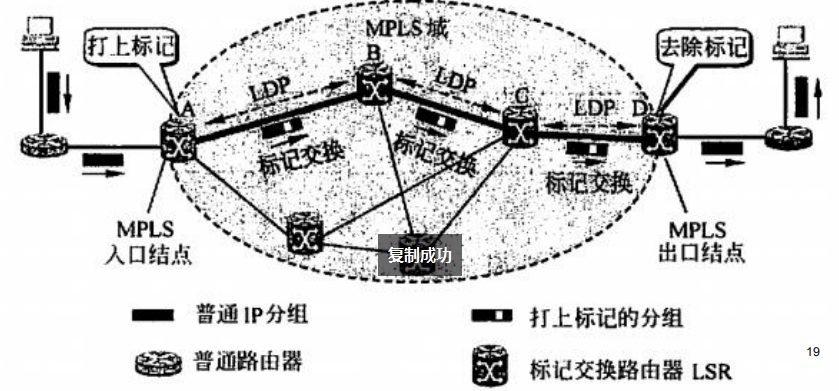 MPLS 域
打上标记
去除标记
B
LDP
LDP
A
C
LDP
D
标记交换
标记交换
标记交换
MPLS
入口结点
复制成功
MPLS
出口结点
普通 IP 分组
打上标记的分组
普通路由器
标记交换路由器 LSR
19